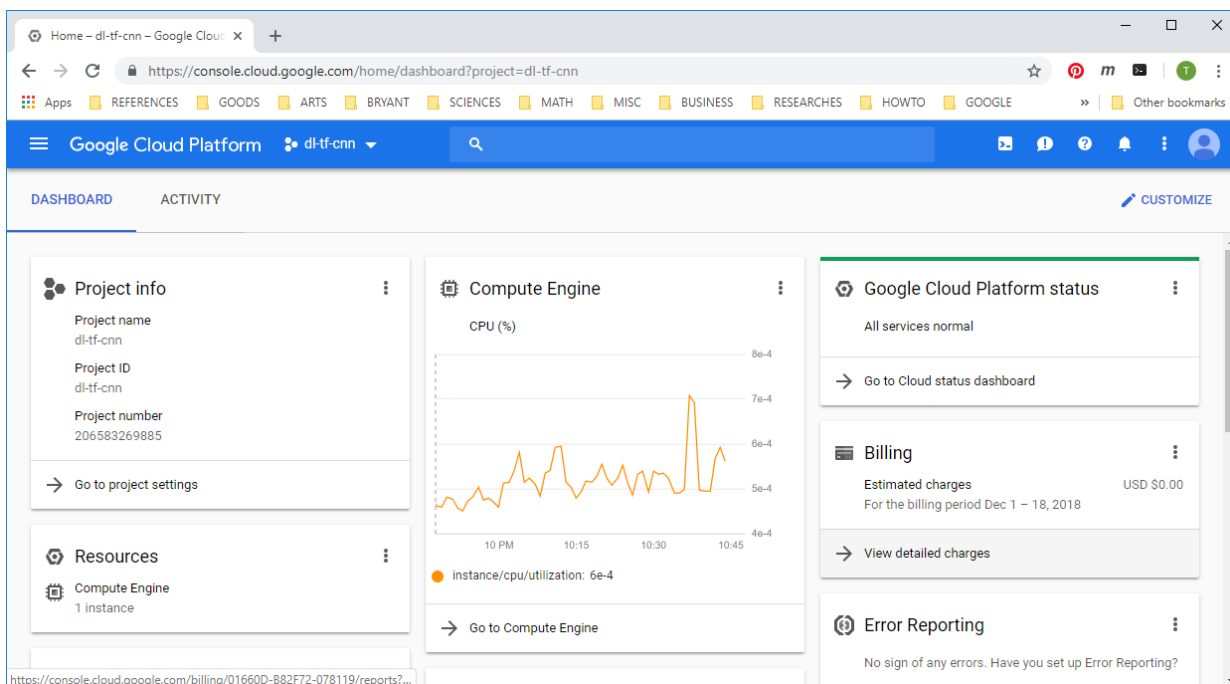 Home – dl-tf-cnn – Google Clou
https://console.cloud.google.com/home/dashboard?project=dl-tf-cnn
T
Apps REFERENCES GOODS ARTS BRYANT SCIENCES MATH MISC BUSINESS RESEARCHES HOWTO GOOGLE » Other bookmarks
Google Cloud Platform dl-tf-cnn
DASHBOARD ACTIVITY CUSTOMIZE
Project info
Project name
dl-tf-cnn
Project ID
dl-tf-cnn
Project number
206583269885
Go to project settings
Resources
Compute Engine
1 instance
Compute Engine
CPU (%)
8e-4
7e-4
6e-4
5e-4
4e-4
10 PM 10:15 10:30 10:45
instance/cpu/utilization: 6e-4
Go to Compute Engine
Google Cloud Platform status
All services normal
Go to Cloud status dashboard
Billing
Estimated charges USD $0.00
For the billing period Dec 1 – 18, 2018
View detailed charges
Error Reporting
No sign of any errors. Have you set up Error Reporting?
https://console.cloud.google.com/billing/01660D-B82F72-078119/reports?...